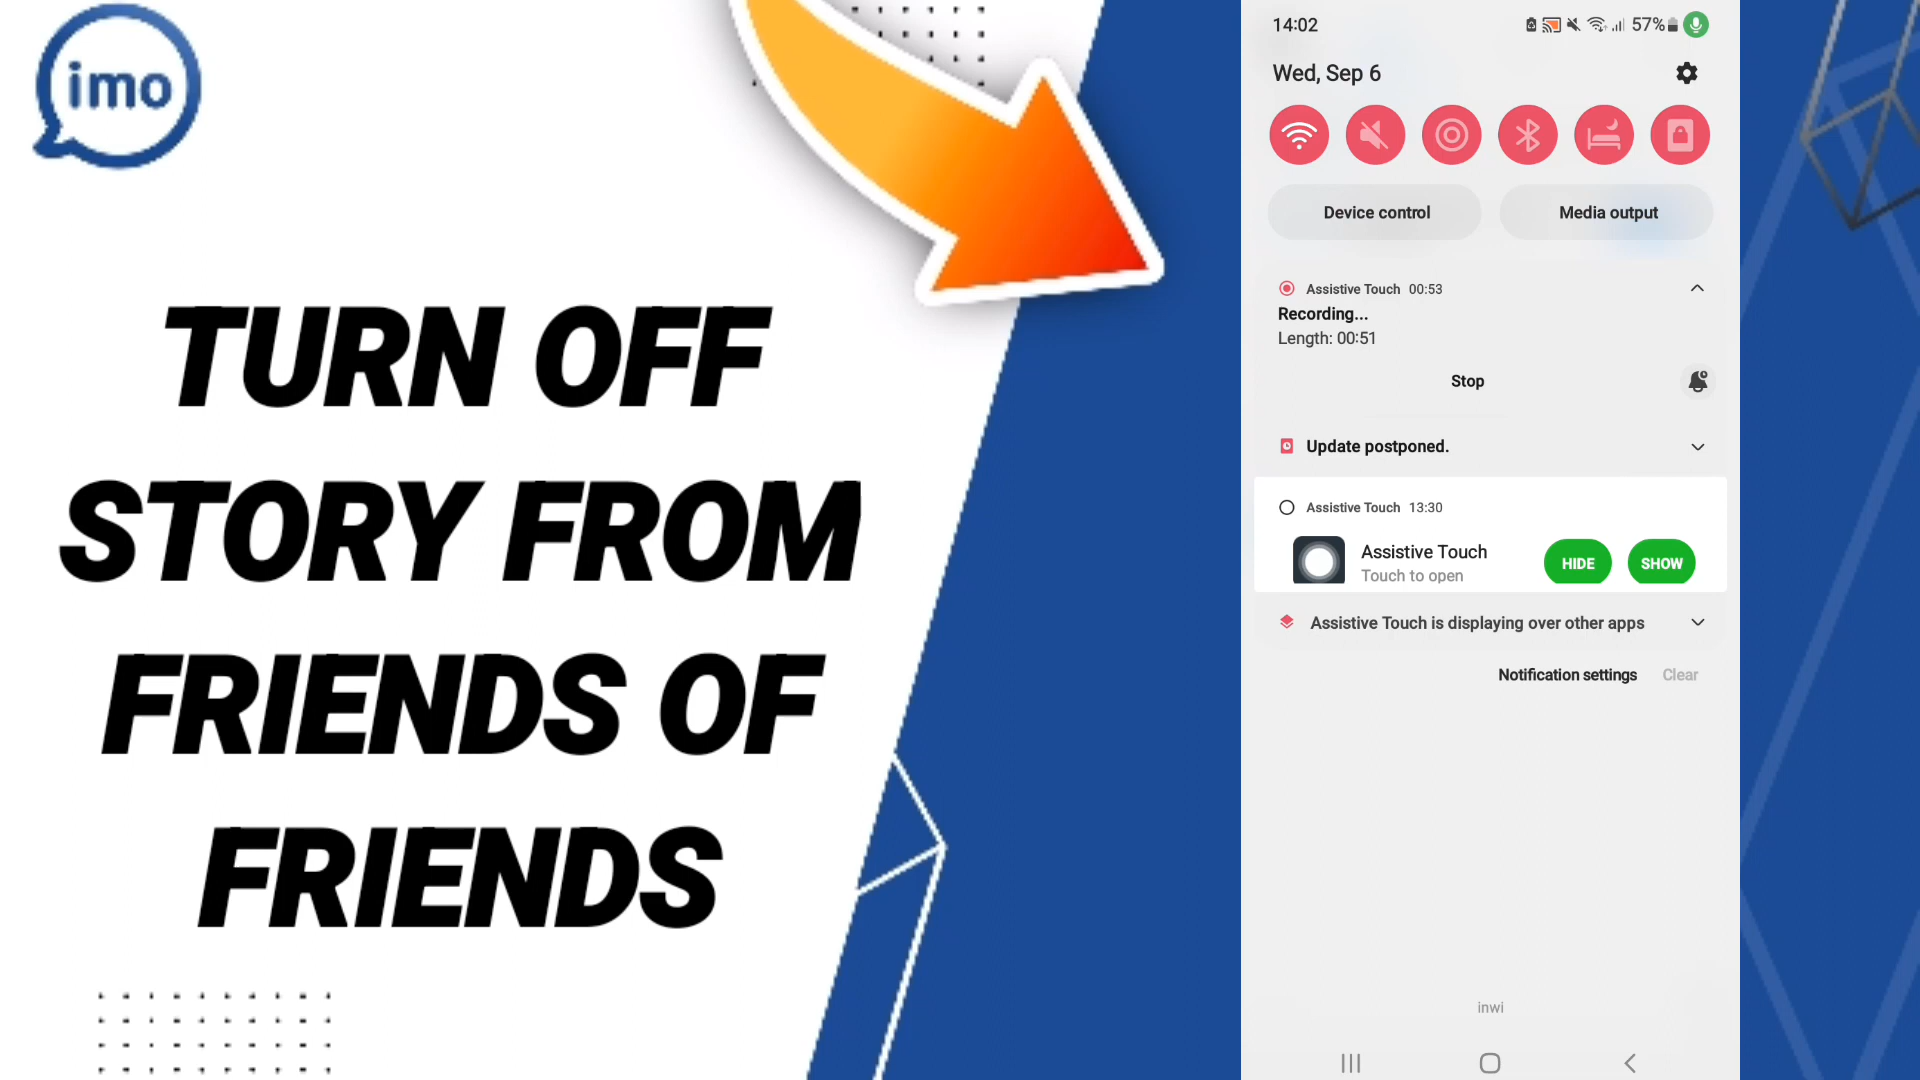 imo
TURN OFF
STORY FROM
FRIENDS OF
FRIENDS
14:02
57%
Wed, Sep 6
Device control
Media output
Assistive Touch 00:53
Recording...
Length: 00:51
Stop
Update postponed.
Assistive Touch 13:30
Assistive Touch
Touch to open
HIDE
SHOW
Assistive Touch is displaying over other apps
Notification settings
Clear
inwi